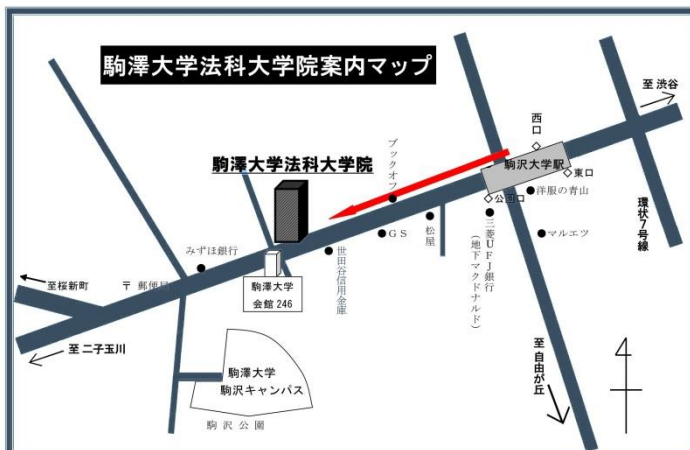 駒澤大学法科大学院案内マップ
至 渋谷
西口
駒沢大学駅
東口
ブックオフ
駒澤大学法科大学院
公園口
洋服の青山
環状7号線
松屋
三菱UFJ銀行
(地下マクドナルド)
マルエツ
GS
世田谷信用金庫
みずほ銀行
駒澤大学
会館 246
至桜新町
〒 郵便局
至 二子玉川
至 自由が丘
駒澤大学
駒沢キャンパス
駒沢公園